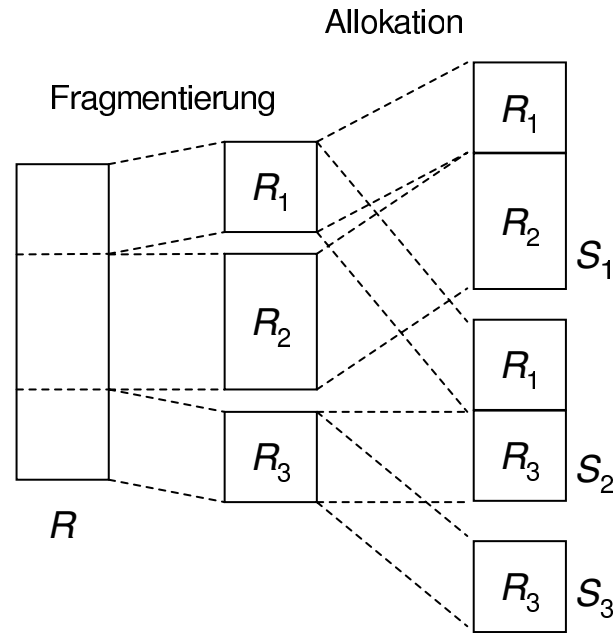 Allokation
Fragmentierung
R₁
R₁
R₂
S₁
R₂
R₁
R₃
R₃
S₂
R
R₃
S₃